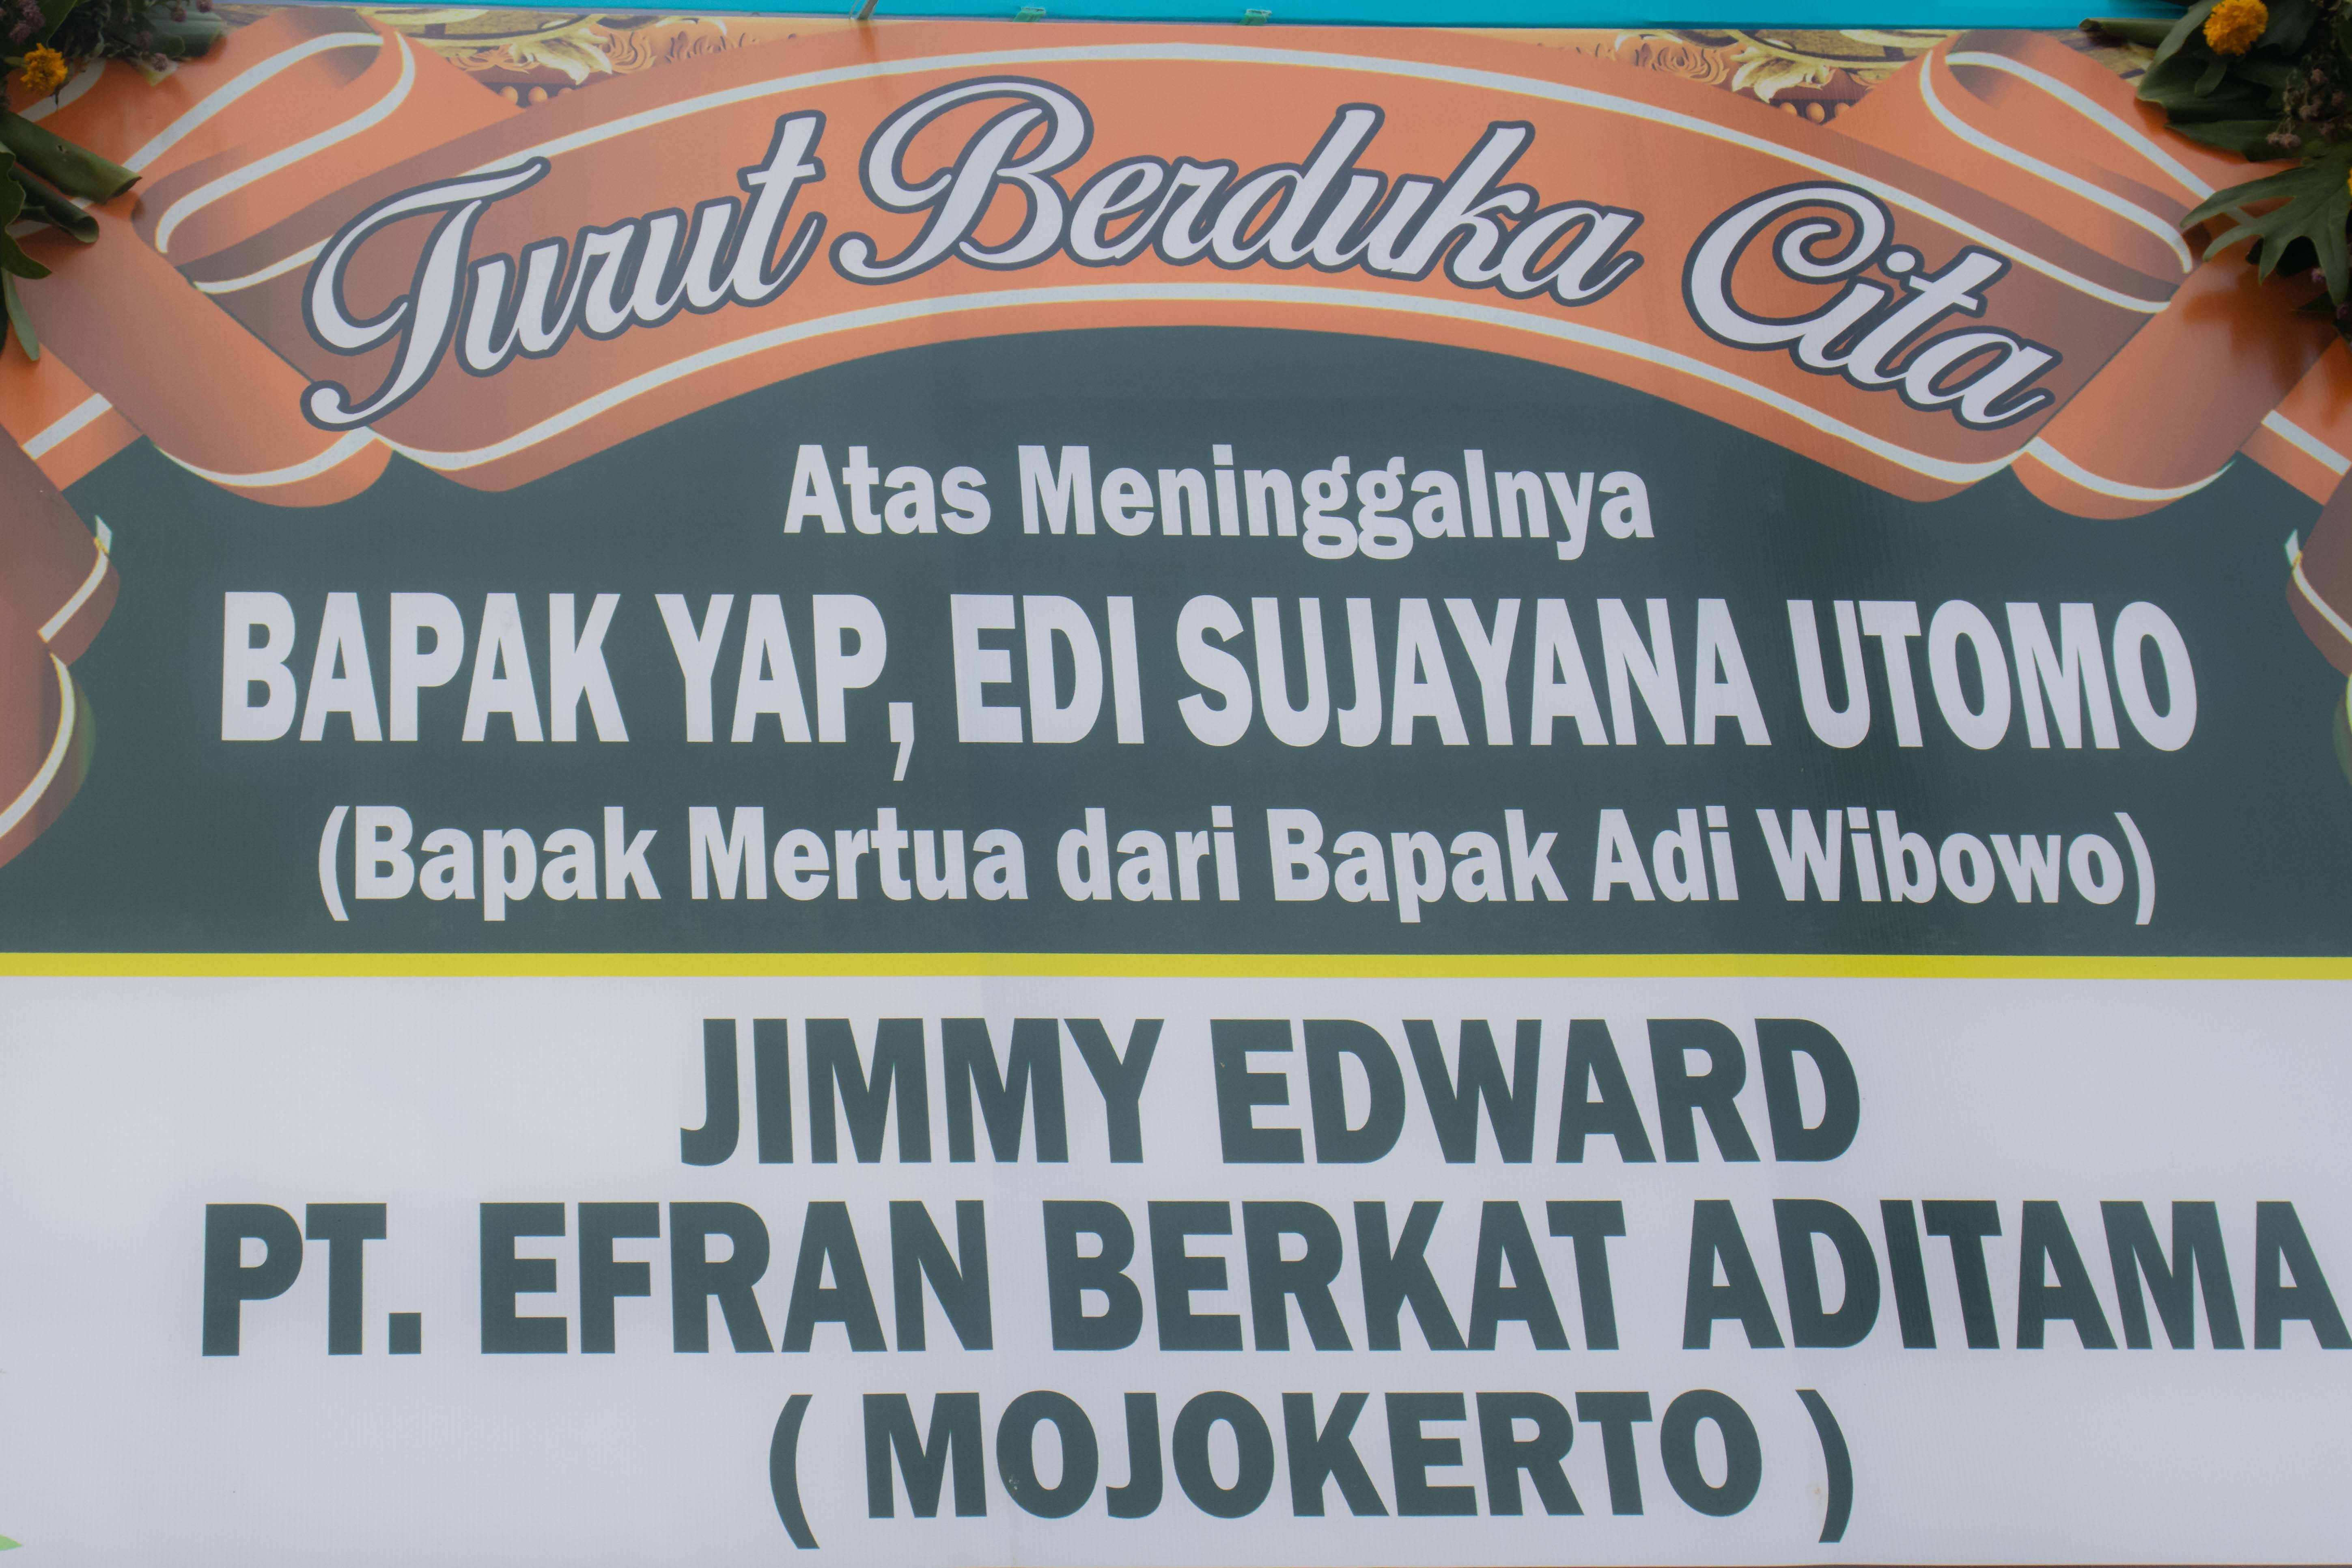 Turut Berduka Cita
Atas Meninggalnya
BAPAK YAP, EDI SUJAYANA UTOMO
(Bapak Mertua dari Bapak Adi Wibowo)
JIMMY EDWARD
PT. EFRAN BERKAT ADITAMA
( MOJOKERTO )